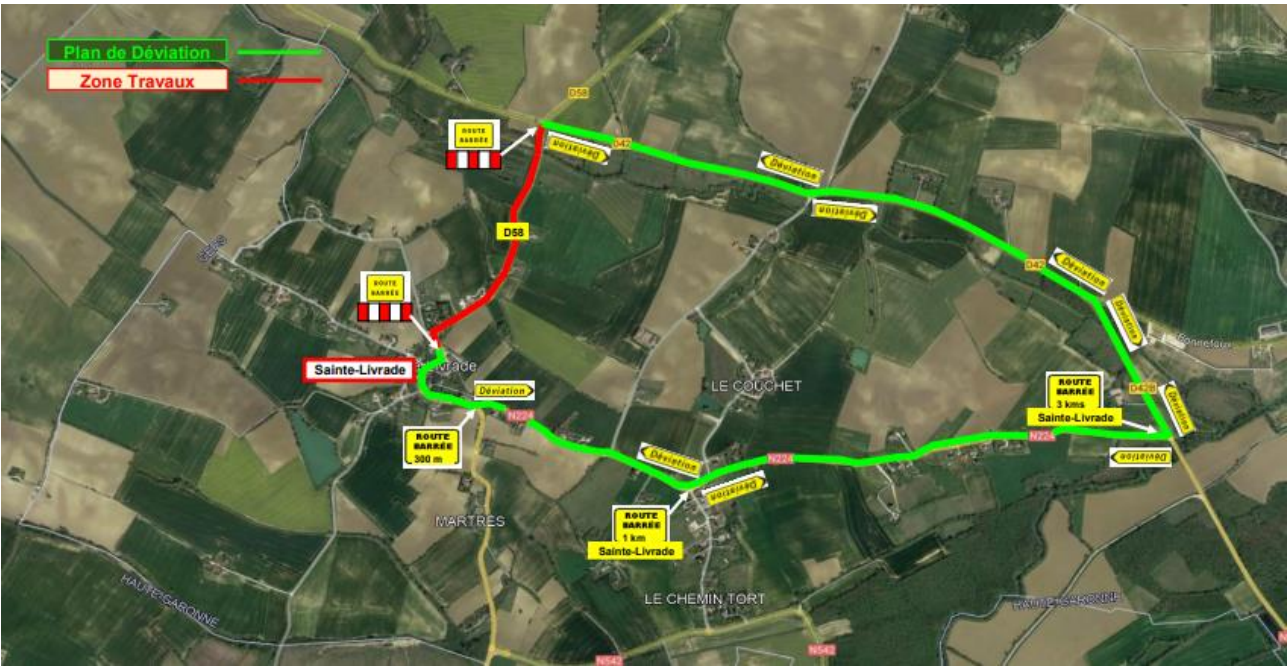 Plan de Déviation
Zone Travaux
D58
ROUTE
BARRÉE
Déviation
D42
Déviation
Déviation
D58
D42
Déviation
Déviation
ROUTE
BARRÉE
Sainte-Livrade
Livrade
Déviation
N224
ROUTE
BARRÉE
300 m
LE COUCHET
ROUTE
BARRÉE
3 kms
Sainte-Livrade
D42B
Déviation
N224
Déviation
Déviation
N224
Déviation
ROUTE
BARRÉE
1 km
Sainte-Livrade
MARTRES
LE CHEMIN TORT
HAUTE-GARONNE
HAUTE-GARONNE
N542
N542